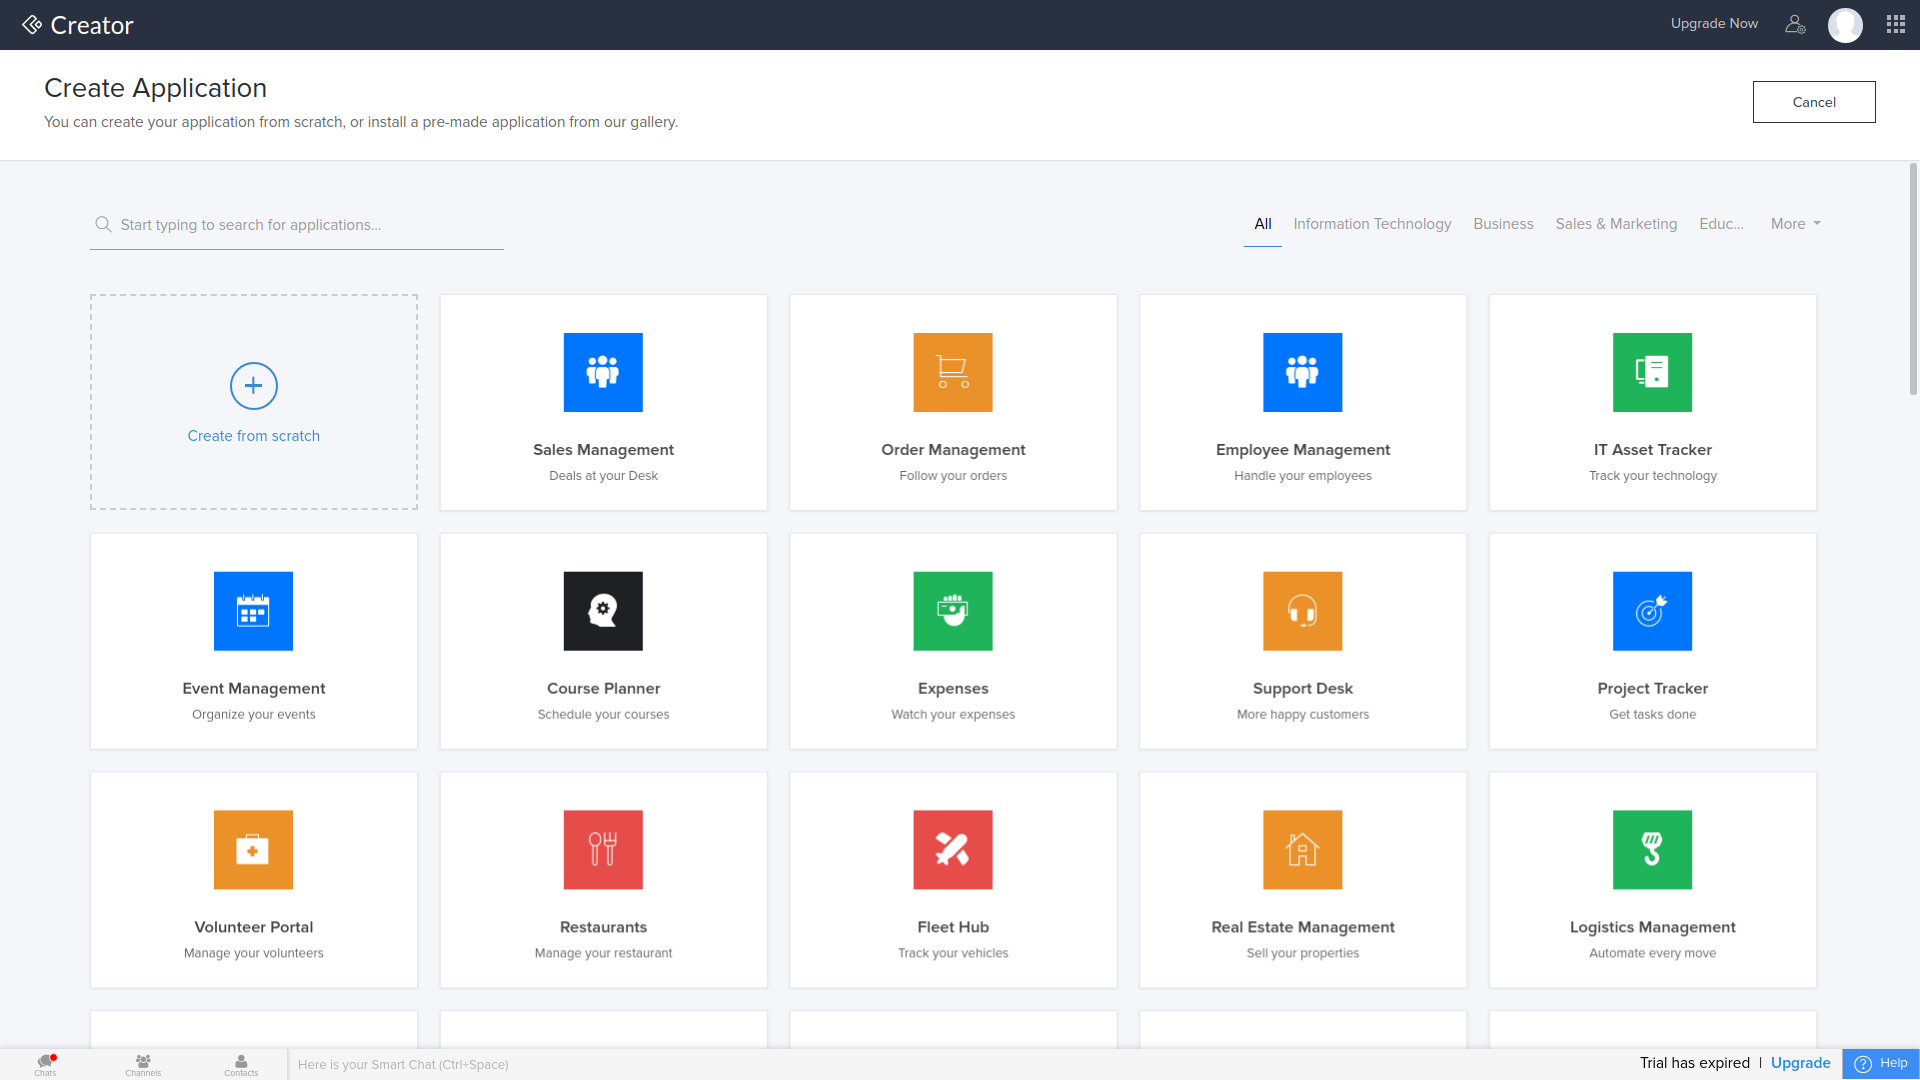 Creator
Upgrade Now
Create Application
You can create your application from scratch, or install a pre-made application from our gallery.
Cancel
Start typing to search for applications...
All Information Technology Business Sales & Marketing Educ... More
Create from scratch
Sales Management
Deals at your Desk
Order Management
Follow your orders
Employee Management
Handle your employees
IT Asset Tracker
Track your technology
Event Management
Organize your events
Course Planner
Schedule your courses
Expenses
Watch your expenses
Support Desk
More happy customers
Project Tracker
Get tasks done
Volunteer Portal
Manage your volunteers
Restaurants
Manage your restaurant
Fleet Hub
Track your vehicles
Real Estate Management
Sell your properties
Logistics Management
Automate every move
Chats
Channels
Contacts
Here is your Smart Chat (Ctrl+Space)
Trial has expired | Upgrade
Help